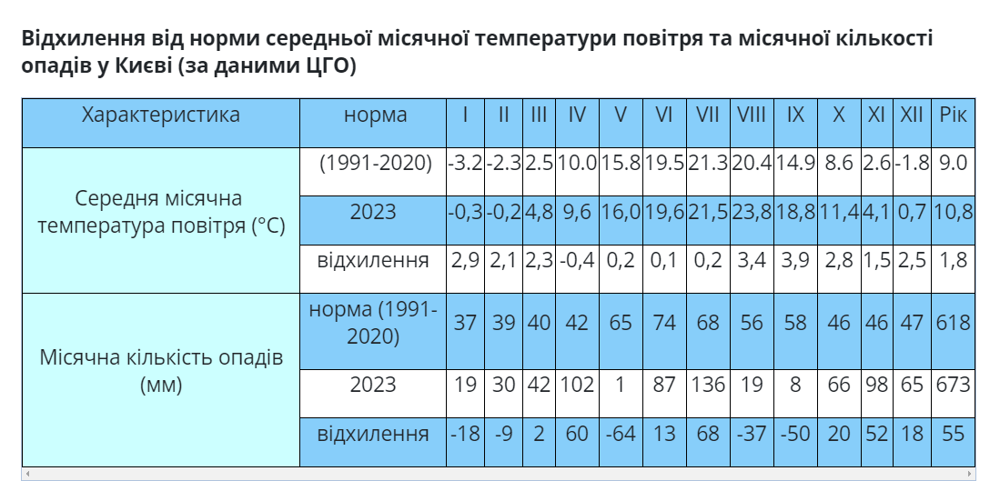 Відхилення від норми середньої місячної температури повітря та місячної кількості
опадів у Києві (за даними ЦГО)
Характеристика норма I II III IV V VI VII VIII IX X XI XII Рік
Середня місячна
температура повітря (°C)
(1991-2020) -3.2 -2.3 2.5 10.0 15.8 19.5 21.3 20.4 14.9 8.6 2.6 -1.8 9.0
2023 -0,3 -0,2 4,8 9,6 16,0 19,6 21,5 23,8 18,8 11,4 4,1 0,7 10,8
відхилення 2,9 2,1 2,3 -0,4 0,2 0,1 0,2 3,4 3,9 2,8 1,5 2,5 1,8
Місячна кількість опадів
(мм)
норма (1991-
2020) 37 39 40 42 65 74 68 56 58 46 46 47 618
2023 19 30 42 102 1 87 136 19 8 66 98 65 673
відхилення -18 -9 2 60 -64 13 68 -37 -50 20 52 18 55